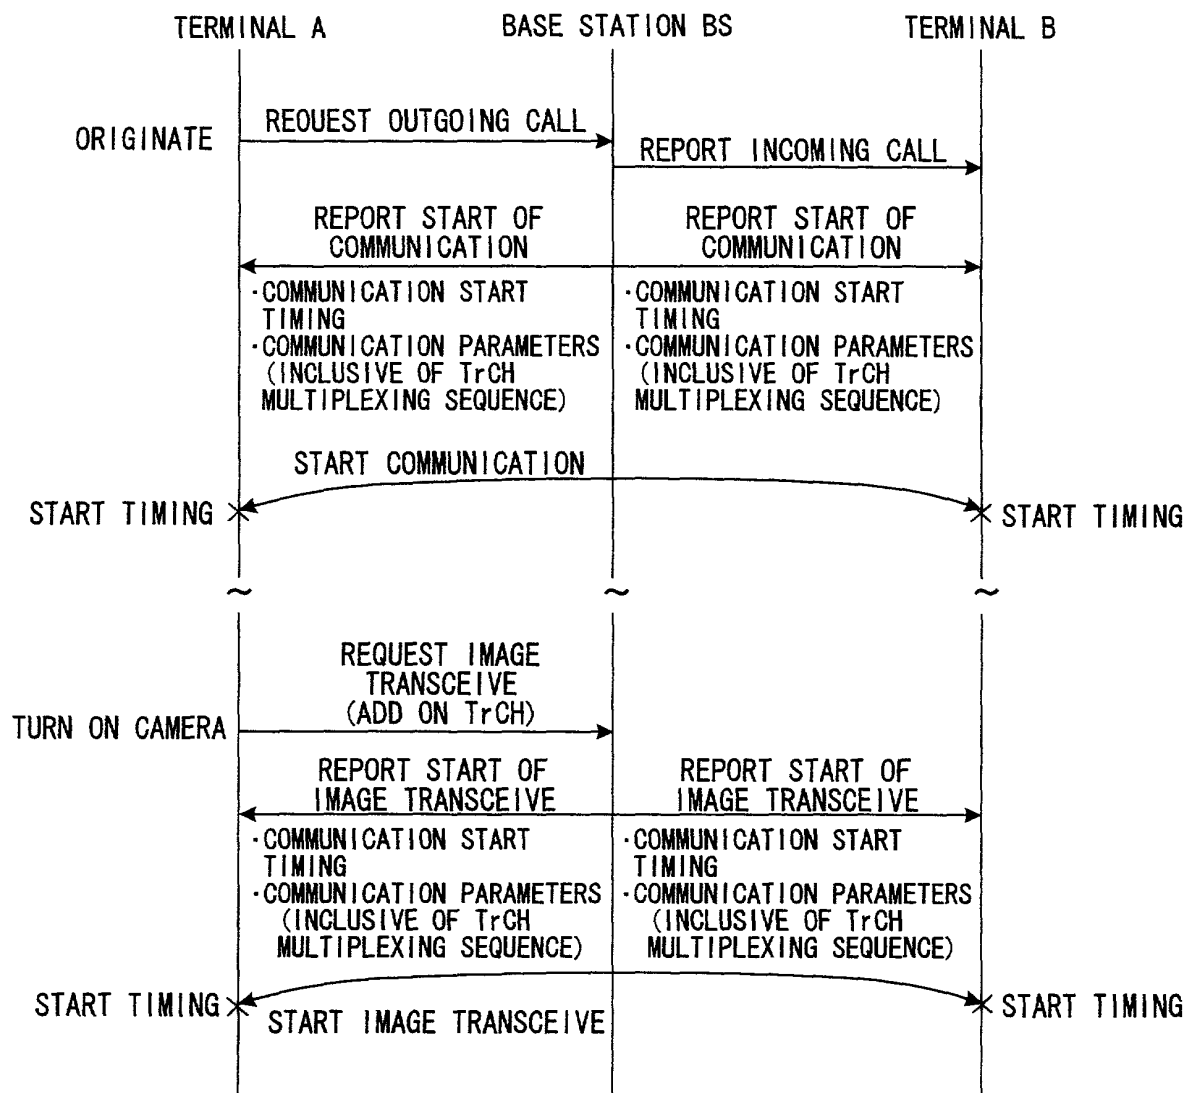 TERMINAL A BASE STATION BS TERMINAL B
ORIGINATE
REOUEST OUTGOING CALL
REPORT INCOMING CALL
REPORT START OF
COMMUNICATION
REPORT START OF
COMMUNICATION
·COMMUNICATION START
TIMING
·COMMUNICATION PARAMETERS
(INCLUSIVE OF TrCH
MULTIPLEXING SEQUENCE)
·COMMUNICATION START
TIMING
·COMMUNICATION PARAMETERS
(INCLUSIVE OF TrCH
MULTIPLEXING SEQUENCE)
START COMMUNICATION
START TIMING
START TIMING
~ ~ ~
REQUEST IMAGE
TRANSCEIVE
(ADD ON TrCH)
TURN ON CAMERA
REPORT START OF
IMAGE TRANSCEIVE
REPORT START OF
IMAGE TRANSCEIVE
·COMMUNICATION START
TIMING
·COMMUNICATION PARAMETERS
(INCLUSIVE OF TrCH
MULTIPLEXING SEQUENCE)
·COMMUNICATION START
TIMING
·COMMUNICATION PARAMETERS
(INCLUSIVE OF TrCH
MULTIPLEXING SEQUENCE)
START TIMING
START IMAGE TRANSCEIVE
START TIMING